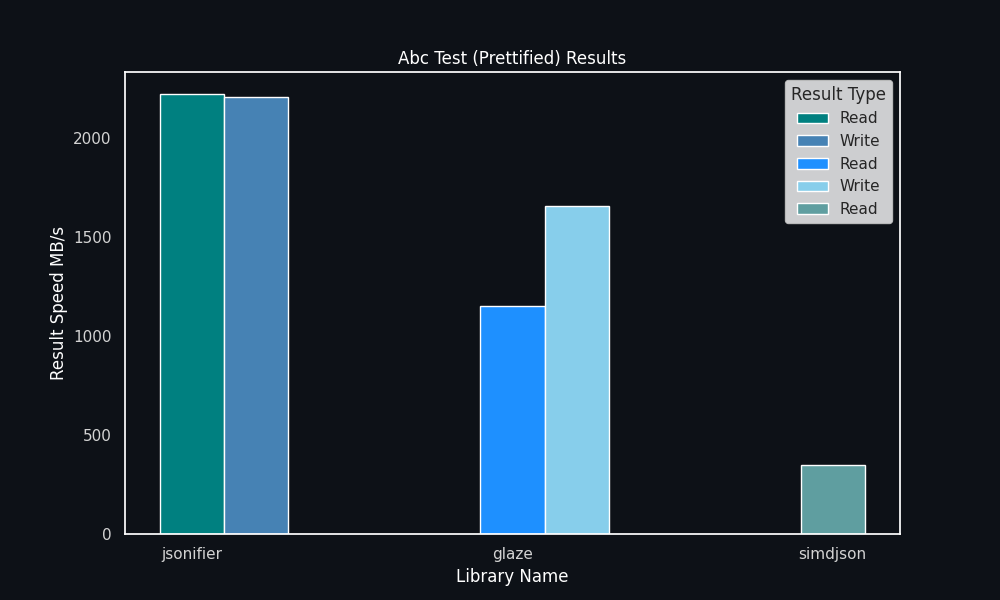 Abc Test (Prettified) Results
Result Type
Read
Write
Read
Write
Read
Result Speed MB/s
2000
1500
1000
500
0
jsonifier
glaze
simdjson
Library Name